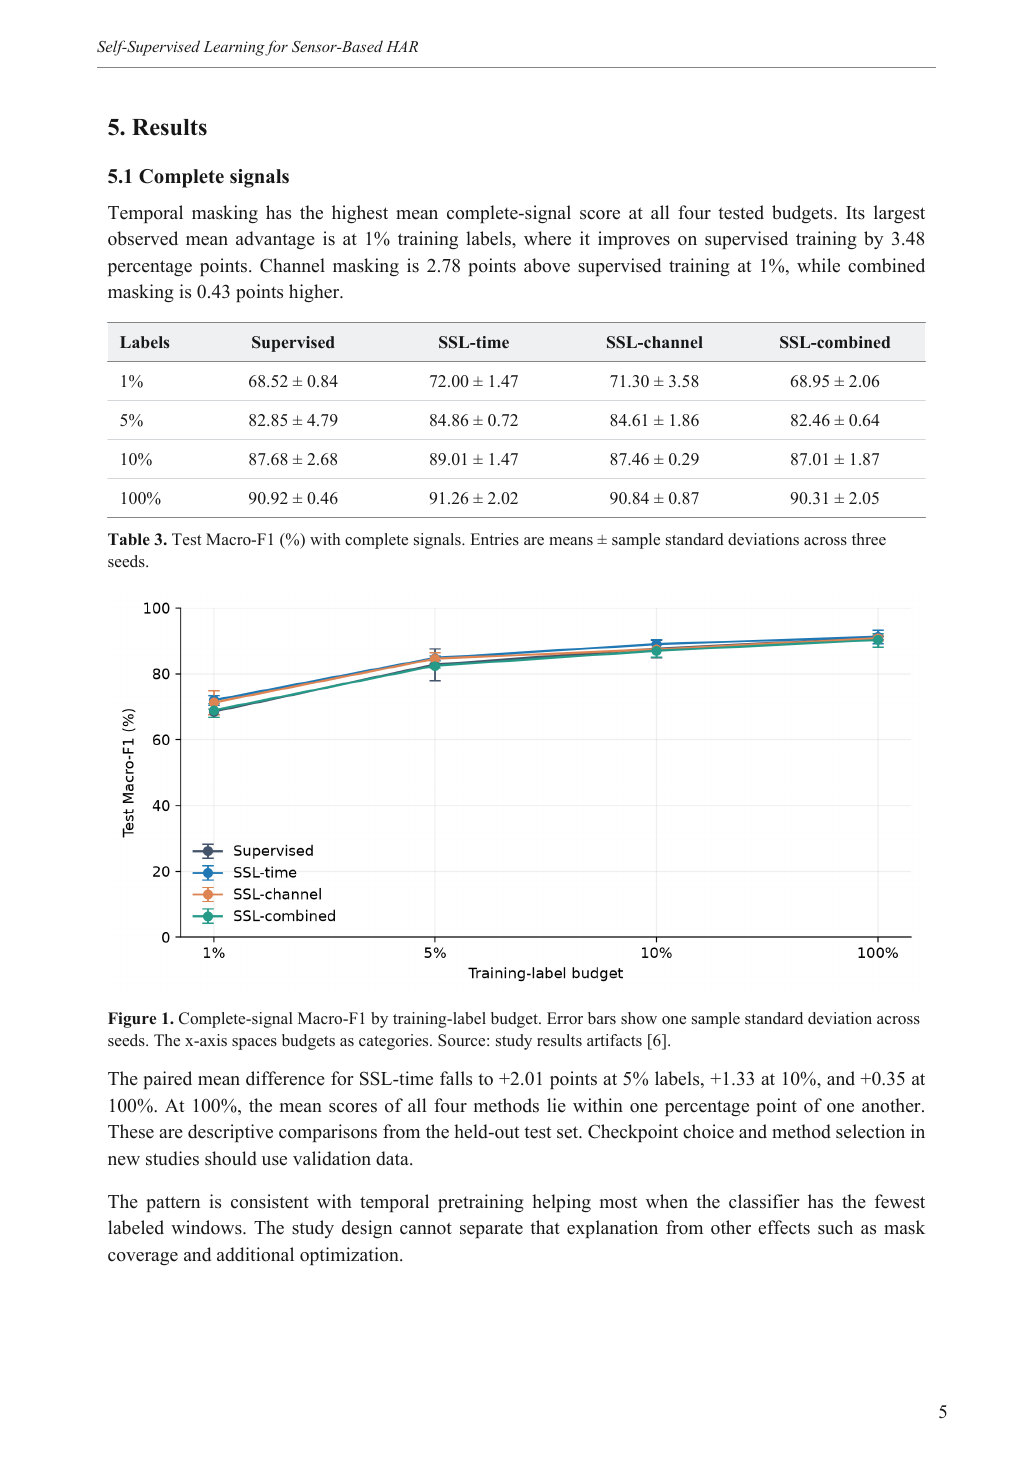 Self-Supervised Learning for Sensor-Based HAR
5. Results
5.1 Complete signals
Temporal masking has the highest mean complete-signal score at all four tested budgets. Its largest
observed mean advantage is at 1% training labels, where it improves on supervised training by 3.48
percentage points. Channel masking is 2.78 points above supervised training at 1%, while combined
masking is 0.43 points higher.
Labels Supervised SSL-time SSL-channel SSL-combined
1% 68.52 ± 0.84 72.00 ± 1.47 71.30 ± 3.58 68.95 ± 2.06
5% 82.85 ± 4.79 84.86 ± 0.72 84.61 ± 1.86 82.46 ± 0.64
10% 87.68 ± 2.68 89.01 ± 1.47 87.46 ± 0.29 87.01 ± 1.87
100% 90.92 ± 0.46 91.26 ± 2.02 90.84 ± 0.87 90.31 ± 2.05
Table 3. Test Macro-F1 (%) with complete signals. Entries are means ± sample standard deviations across three
seeds.
100
80
60
40
20
0
Test Macro-F1 (%)
Supervised
SSL-time
SSL-channel
SSL-combined
1% 5% 10% 100%
Training-label budget
Figure 1. Complete-signal Macro-F1 by training-label budget. Error bars show one sample standard deviation across
seeds. The x-axis spaces budgets as categories. Source: study results artifacts [6].
The paired mean difference for SSL-time falls to +2.01 points at 5% labels, +1.33 at 10%, and +0.35 at
100%. At 100%, the mean scores of all four methods lie within one percentage point of one another.
These are descriptive comparisons from the held-out test set. Checkpoint choice and method selection in
new studies should use validation data.
The pattern is consistent with temporal pretraining helping most when the classifier has the fewest
labeled windows. The study design cannot separate that explanation from other effects such as mask
coverage and additional optimization.
5